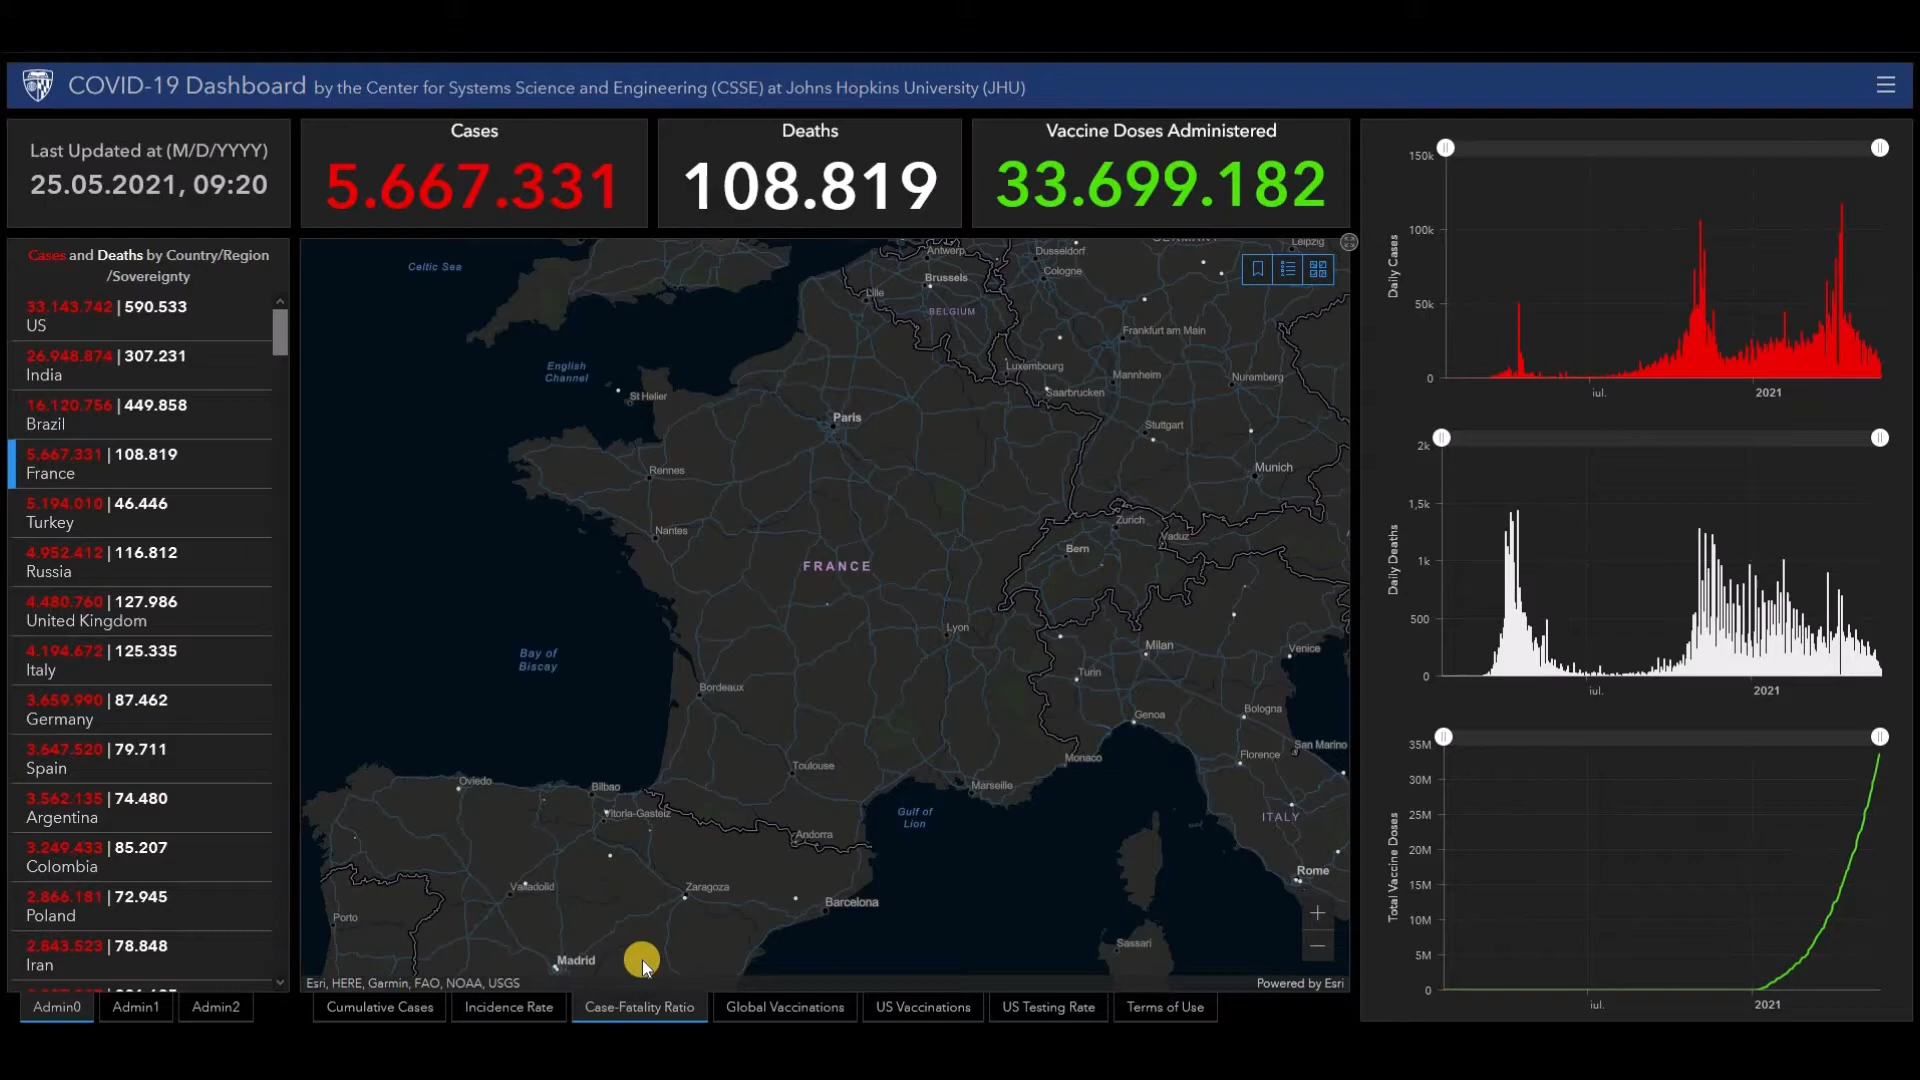 COVID-19 Dashboard by the Center for Systems Science and Engineering (CSSE) at Johns Hopkins University (JHU)
Last Updated at (M/D/YYYY)
25.05.2021, 09:20
Cases
5.667.331
Deaths
108.819
Vaccine Doses Administered
33.699.182
Cases and Deaths by Country/Region
/Sovereignty
33.143.742 | 590.533
US
26.948.874 | 307.231
India
16.120.756 | 449.858
Brazil
5.667.331 | 108.819
France
5.194.010 | 46.446
Turkey
4.952.412 | 116.812
Russia
4.480.760 | 127.986
United Kingdom
4.194.672 | 125.335
Italy
3.659.990 | 87.462
Germany
3.647.520 | 79.711
Spain
3.562.135 | 74.480
Argentina
3.249.433 | 85.207
Colombia
2.866.181 | 72.945
Poland
2.843.523 | 78.848
Iran
Admin0
Admin1
Admin2
Celtic Sea
Antwerp
Dusseldorf
GERMANY
Leipzig
Cologne
Brussels
Lille
BELGIUM
Frankfurt am Main
English
Channel
Luxembourg
Mannheim
Nuremberg
Saarbrucken
St Helier
Paris
Stuttgart
Rennes
Munich
Nantes
Zurich
Vaduz
Bern
FRANCE
Lyon
Milan
Venice
Bay of
Biscay
Turin
Bordeaux
Genoa
Bologna
San Marino
Florence
Monaco
Toulouse
Oviedo
Bilbao
Marseille
Vitoria-Gasteiz
Gulf of
Lion
ITALY
Andorra
Rome
Valladolid
Zaragoza
Barcelona
Porto
Sassari
Madrid
Esri, HERE, Garmin, FAO, NOAA, USGS
Powered by Esri
Cumulative Cases
Incidence Rate
Case-Fatality Ratio
Global Vaccinations
US Vaccinations
US Testing Rate
Terms of Use
Daily Cases
150k
100k
50k
0
iul.
2021
Daily Deaths
2k
1,5k
1k
500
0
iul.
2021
Total Vaccine Doses
35M
30M
25M
20M
15M
10M
5M
0
iul.
2021